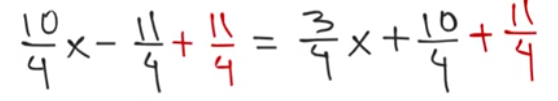 10/4 x - 11/4 + 11/4 = 3/4 x + 10/4 + 11/4